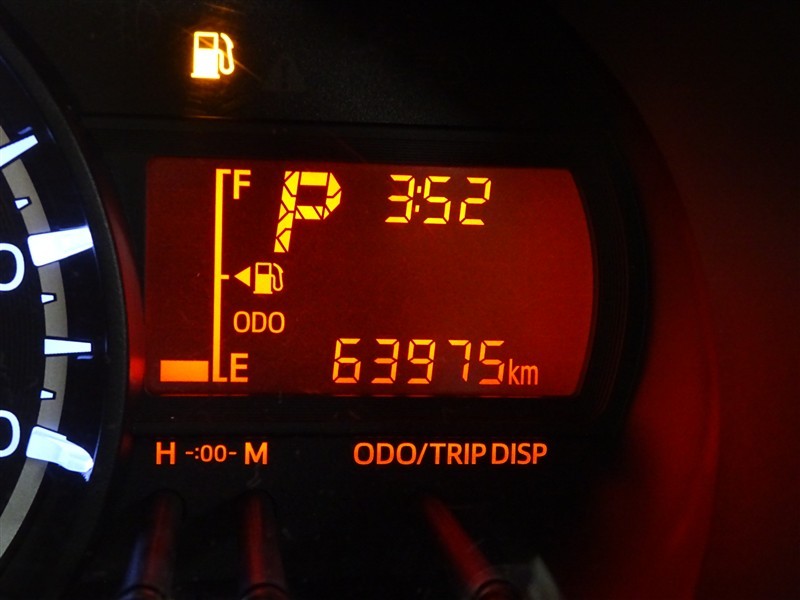 F P 3:52
ODO
E 63975km
H -:00- M ODO/TRIP DISP